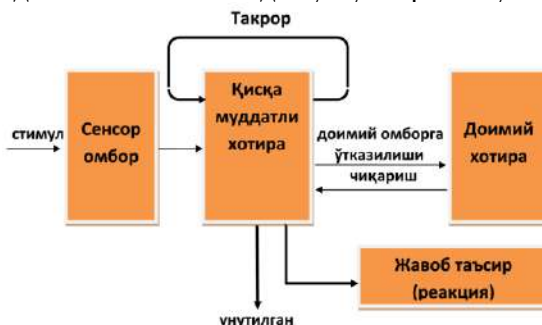 Такрор
стимул
Сенсор
омбор
Қисқа
муддатли
хотира
доимий омборга
ўтказилиши
чиқариш
Доимий
хотира
Жавоб таъсир
(реакция)
унутилган